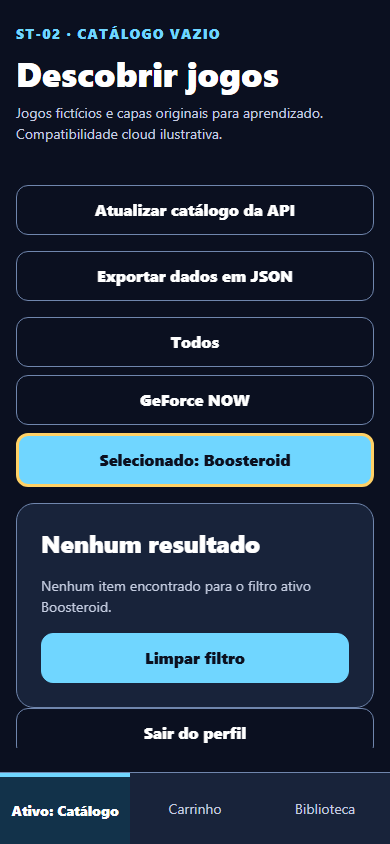 ST-02 · CATÁLOGO VAZIO
Descobrir jogos
Jogos fictícios e capas originais para aprendizado.
Compatibilidade cloud ilustrativa.
Atualizar catálogo da API
Exportar dados em JSON
Todos
GeForce NOW
Selecionado: Boosteroid
Nenhum resultado
Nenhum item encontrado para o filtro ativo
Boosteroid.
Limpar filtro
Sair do perfil
Ativo: Catálogo
Carrinho
Biblioteca